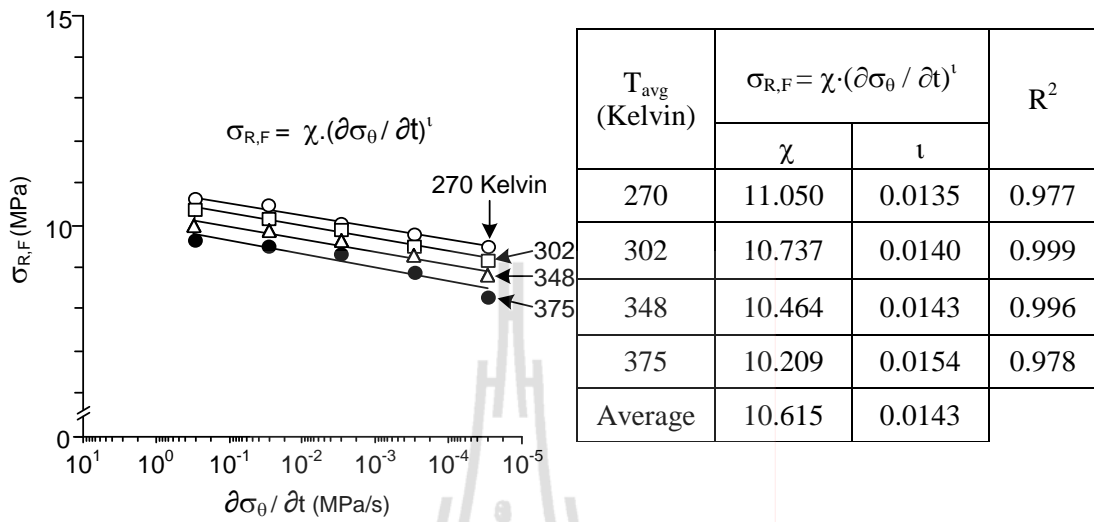 15
10
0
σR,F (MPa)
σR,F = χ.(∂σθ / ∂t)ᶥ
270 Kelvin
302
348
375
10¹ 10⁰ 10⁻¹ 10⁻² 10⁻³ 10⁻⁴ 10⁻⁵
∂σθ / ∂t (MPa/s)
Tavg (Kelvin) σR,F = χ·(∂σθ / ∂t)ᶥ R²
χ ι
270 11.050 0.0135 0.977
302 10.737 0.0140 0.999
348 10.464 0.0143 0.996
375 10.209 0.0154 0.978
Average 10.615 0.0143